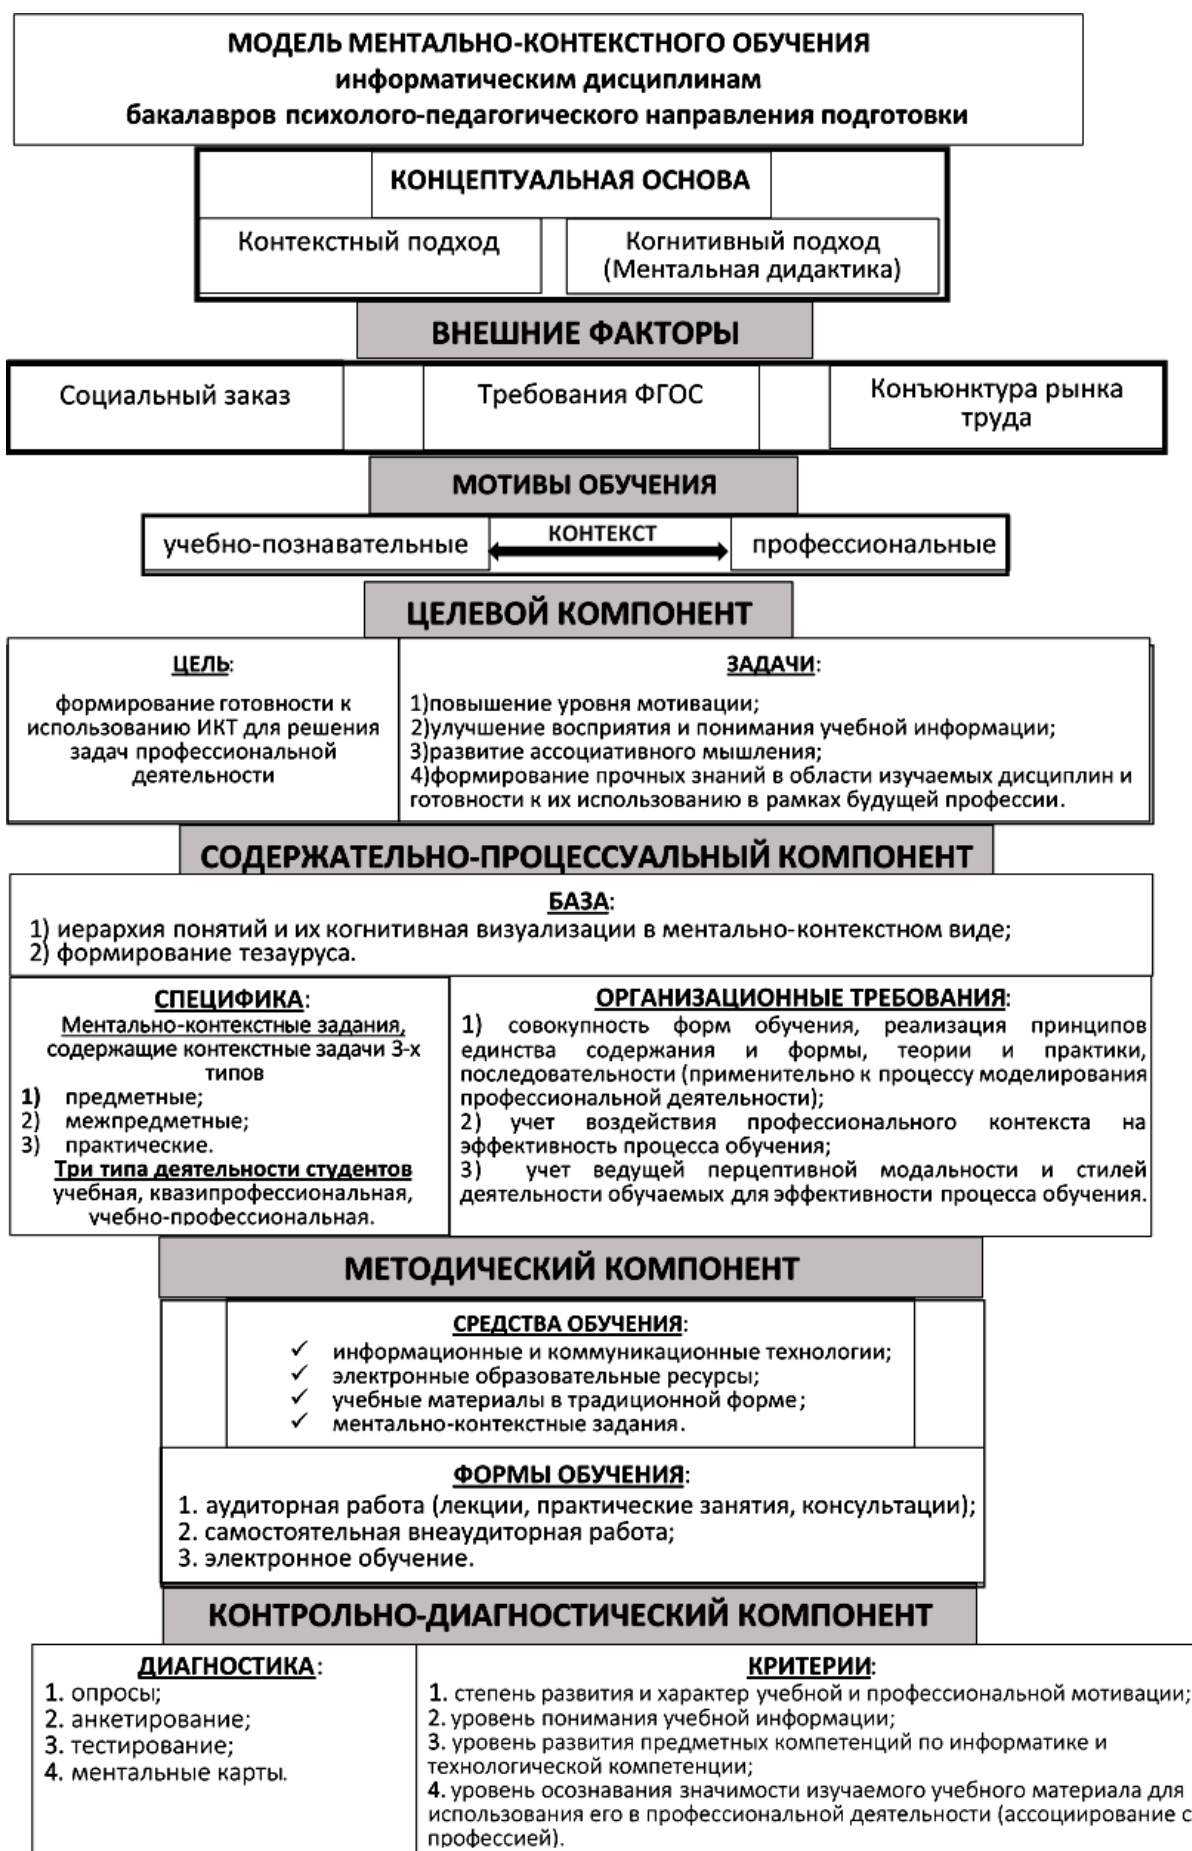 МОДЕЛЬ МЕНТАЛЬНО-КОНТЕКСТНОГО ОБУЧЕНИЯ
информатическим дисциплинам
бакалавров психолого-педагогического направления подготовки
КОНЦЕПТУАЛЬНАЯ ОСНОВА
Контекстный подход
Когнитивный подход
(Ментальная дидактика)
ВНЕШНИЕ ФАКТОРЫ
Социальный заказ
Требования ФГОС
Конъюнктура рынка
труда
МОТИВЫ ОБУЧЕНИЯ
учебно-познавательные
КОНТЕКСТ
профессиональные
ЦЕЛЕВОЙ КОМПОНЕНТ
ЦЕЛЬ:
формирование готовности к
использованию ИКТ для решения
задач профессиональной
деятельности
ЗАДАЧИ:
1)повышение уровня мотивации;
2)улучшение восприятия и понимания учебной информации;
3)развитие ассоциативного мышления;
4)формирование прочных знаний в области изучаемых дисциплин и
готовности к их использованию в рамках будущей профессии.
СОДЕРЖАТЕЛЬНО-ПРОЦЕССУАЛЬНЫЙ КОМПОНЕНТ
БАЗА:
1) иерархия понятий и их когнитивная визуализации в ментально-контекстном виде;
2) формирование тезауруса.
СПЕЦИФИКА:
Ментально-контекстные задания,
содержащие контекстные задачи 3-х
типов
1) предметные;
2) межпредметные;
3) практические.
Три типа деятельности студентов
учебная, квазипрофессиональная,
учебно-профессиональная.
ОРГАНИЗАЦИОННЫЕ ТРЕБОВАНИЯ:
1) совокупность форм обучения, реализация принципов
единства содержания и формы, теории и практики,
последовательности (применительно к процессу моделирования
профессиональной деятельности);
2) учет воздействия профессионального контекста на
эффективность процесса обучения;
3) учет ведущей перцептивной модальности и стилей
деятельности обучаемых для эффективности процесса обучения.
МЕТОДИЧЕСКИЙ КОМПОНЕНТ
СРЕДСТВА ОБУЧЕНИЯ:
✓ информационные и коммуникационные технологии;
✓ электронные образовательные ресурсы;
✓ учебные материалы в традиционной форме;
✓ ментально-контекстные задания.
ФОРМЫ ОБУЧЕНИЯ:
1. аудиторная работа (лекции, практические занятия, консультации);
2. самостоятельная внеаудиторная работа;
3. электронное обучение.
КОНТРОЛЬНО-ДИАГНОСТИЧЕСКИЙ КОМПОНЕНТ
ДИАГНОСТИКА:
1. опросы;
2. анкетирование;
3. тестирование;
4. ментальные карты.
КРИТЕРИИ:
1. степень развития и характер учебной и профессиональной мотивации;
2. уровень понимания учебной информации;
3. уровень развития предметных компетенций по информатике и
технологической компетенции;
4. уровень осознавания значимости изучаемого учебного материала для
использования его в профессиональной деятельности (ассоциирование с
профессией).